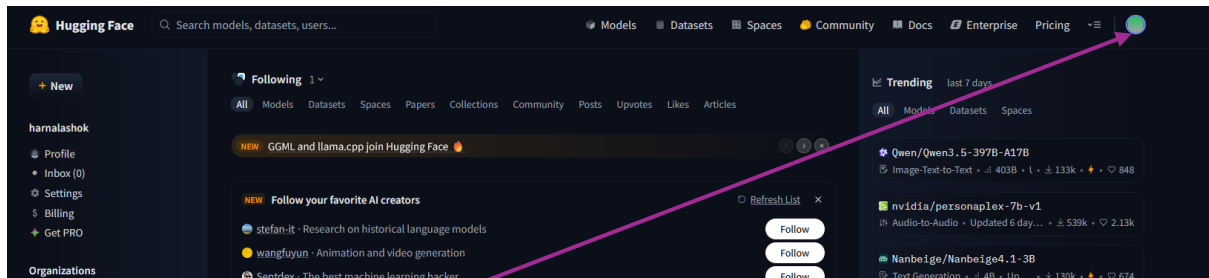 Hugging Face
Search models, datasets, users...
Models
Datasets
Spaces
Community
Docs
Enterprise
Pricing
+ New
harnalashok
Profile
Inbox (0)
Settings
Billing
Get PRO
Organizations
Following 1
All Models Datasets Spaces Papers Collections Community Posts Upvotes Likes Articles
NEW GGML and llama.cpp join Hugging Face 🔥
NEW Follow your favorite AI creators
Refresh List ×
stefan-it · Research on historical language models
Follow
wangfuyun · Animation and video generation
Follow
Sentdex · The best machine learning hacker
Follow
Trending last 7 days
All Models Datasets Spaces
Qwen/Qwen3.5-397B-A17B
Image-Text-to-Text • 403B • 133k • 848
nvidia/personaplex-7b-v1
Audio-to-Audio • Updated 6 day... • 539k • 2.13k
Nanbeige/Nanbeige4.1-3B
Text Generation • 4B • Up... • 130k • 674